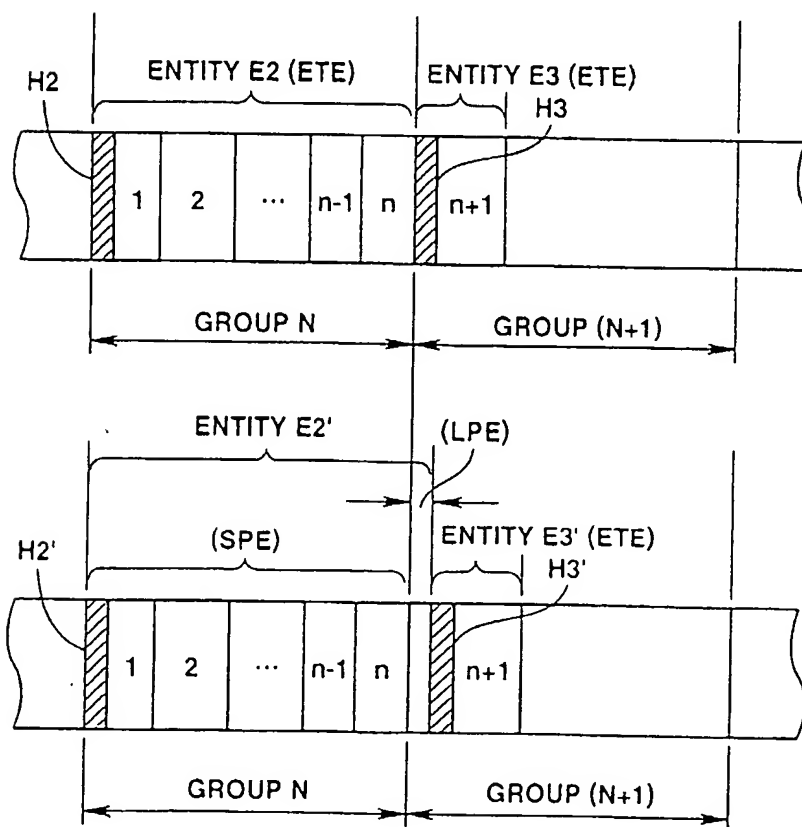 ENTITY E2 (ETE)
ENTITY E3 (ETE)
H2
H3
1 2 ... n-1 n n+1
GROUP N
GROUP (N+1)
ENTITY E2'
(LPE)
(SPE)
ENTITY E3' (ETE)
H2'
H3'
1 2 ... n-1 n n+1
GROUP N
GROUP (N+1)